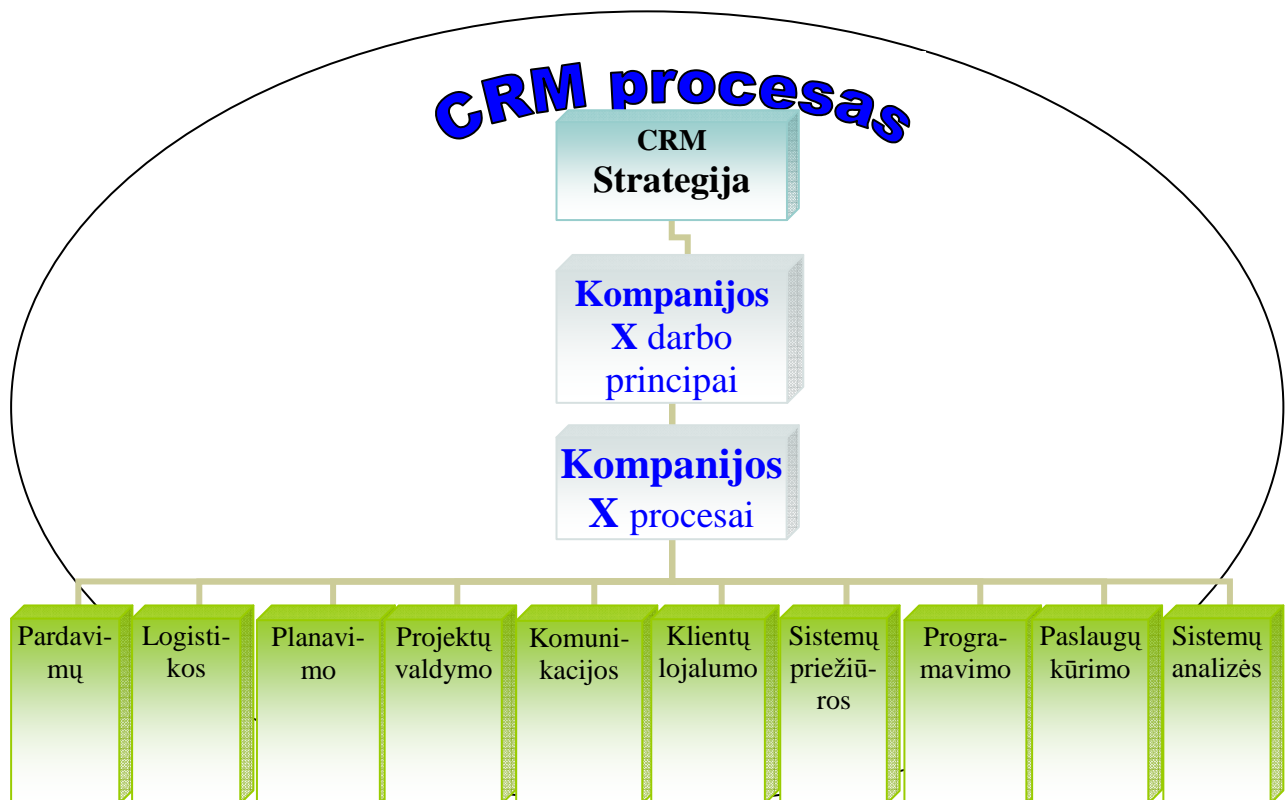 CRM procesas
CRM
Strategija
Kompanijos
X darbo
principai
Kompanijos
X procesai
Pardavi-
mų
Logisti-
kos
Planavi-
mo
Projektų
valdymo
Komuni-
kacijos
Klientų
lojalumo
Sistemų
priežiū-
ros
Progra-
mavimo
Paslaugų
kūrimo
Sistemų
analizės